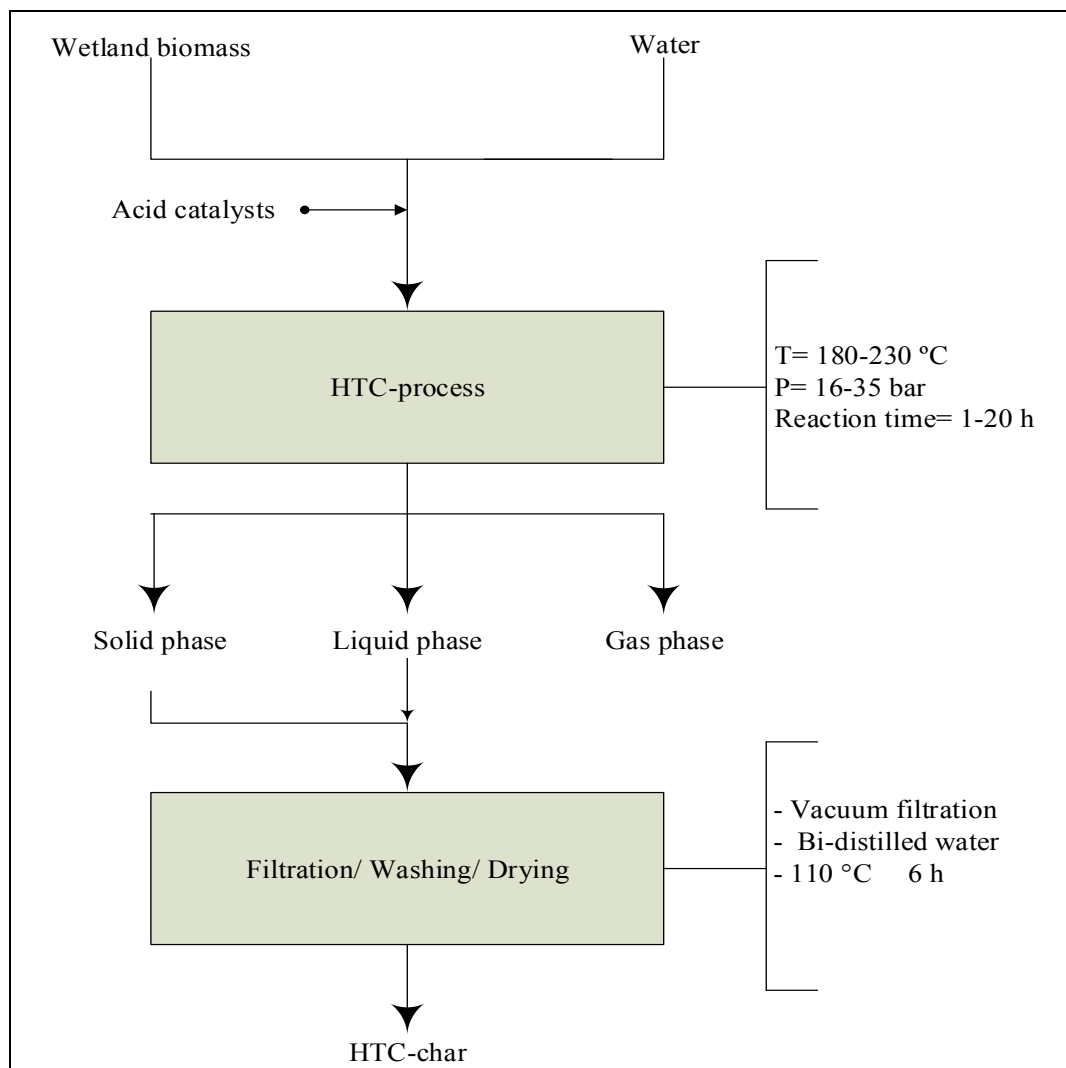 Wetland biomass
Water
Acid catalysts
HTC-process
T= 180-230 ºC
P= 16-35 bar
Reaction time= 1-20 h
Solid phase
Liquid phase
Gas phase
Filtration/ Washing/ Drying
- Vacuum filtration
- Bi-distilled water
- 110 °C 6 h
HTC-char